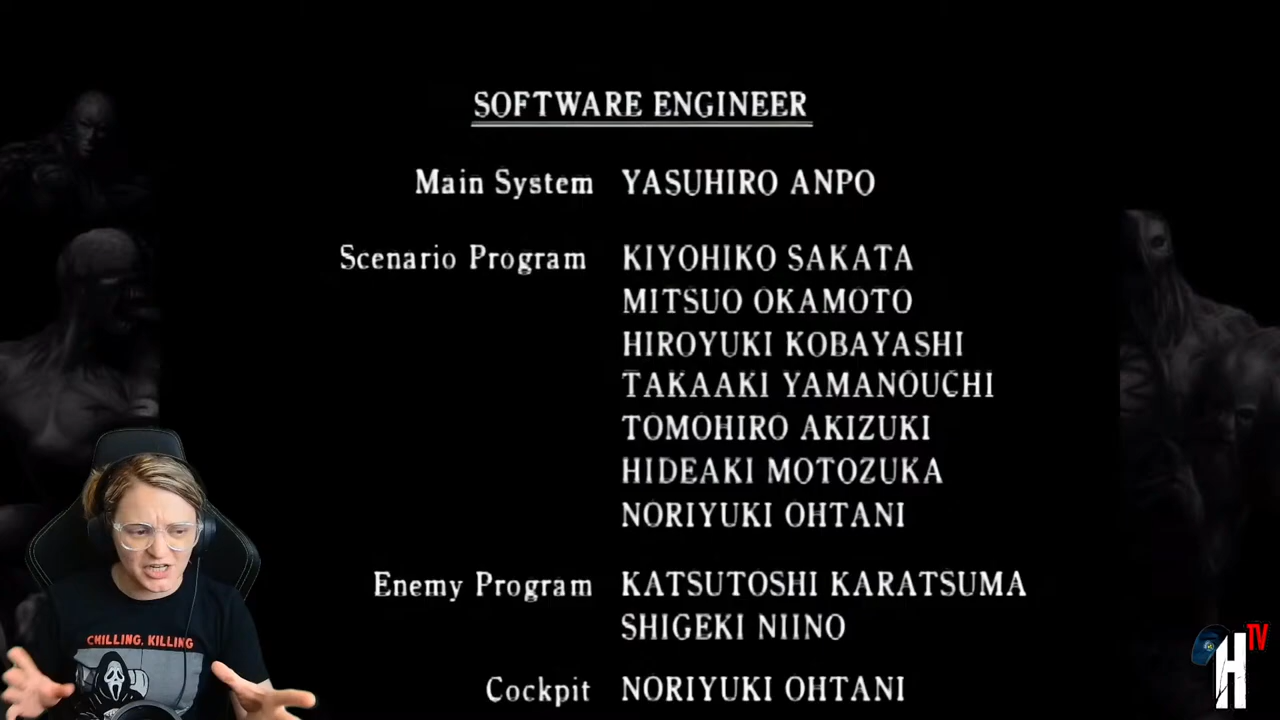 SOFTWARE ENGINEER
Main System YASUHIRO ANPO
Scenario Program KIYOHIKO SAKATA
MITSUO OKAMOTO
HIROYUKI KOBAYASHI
TAKAAKI YAMANOUCHI
TOMOHIRO AKIZUKI
HIDEAKI MOTOZUKA
NORIYUKI OHTANI
Enemy Program KATSUTOSHI KARATSUMA
SHIGEKI NIINO
Cockpit NORIYUKI OHTANI
CHILLING, KILLING
H TV